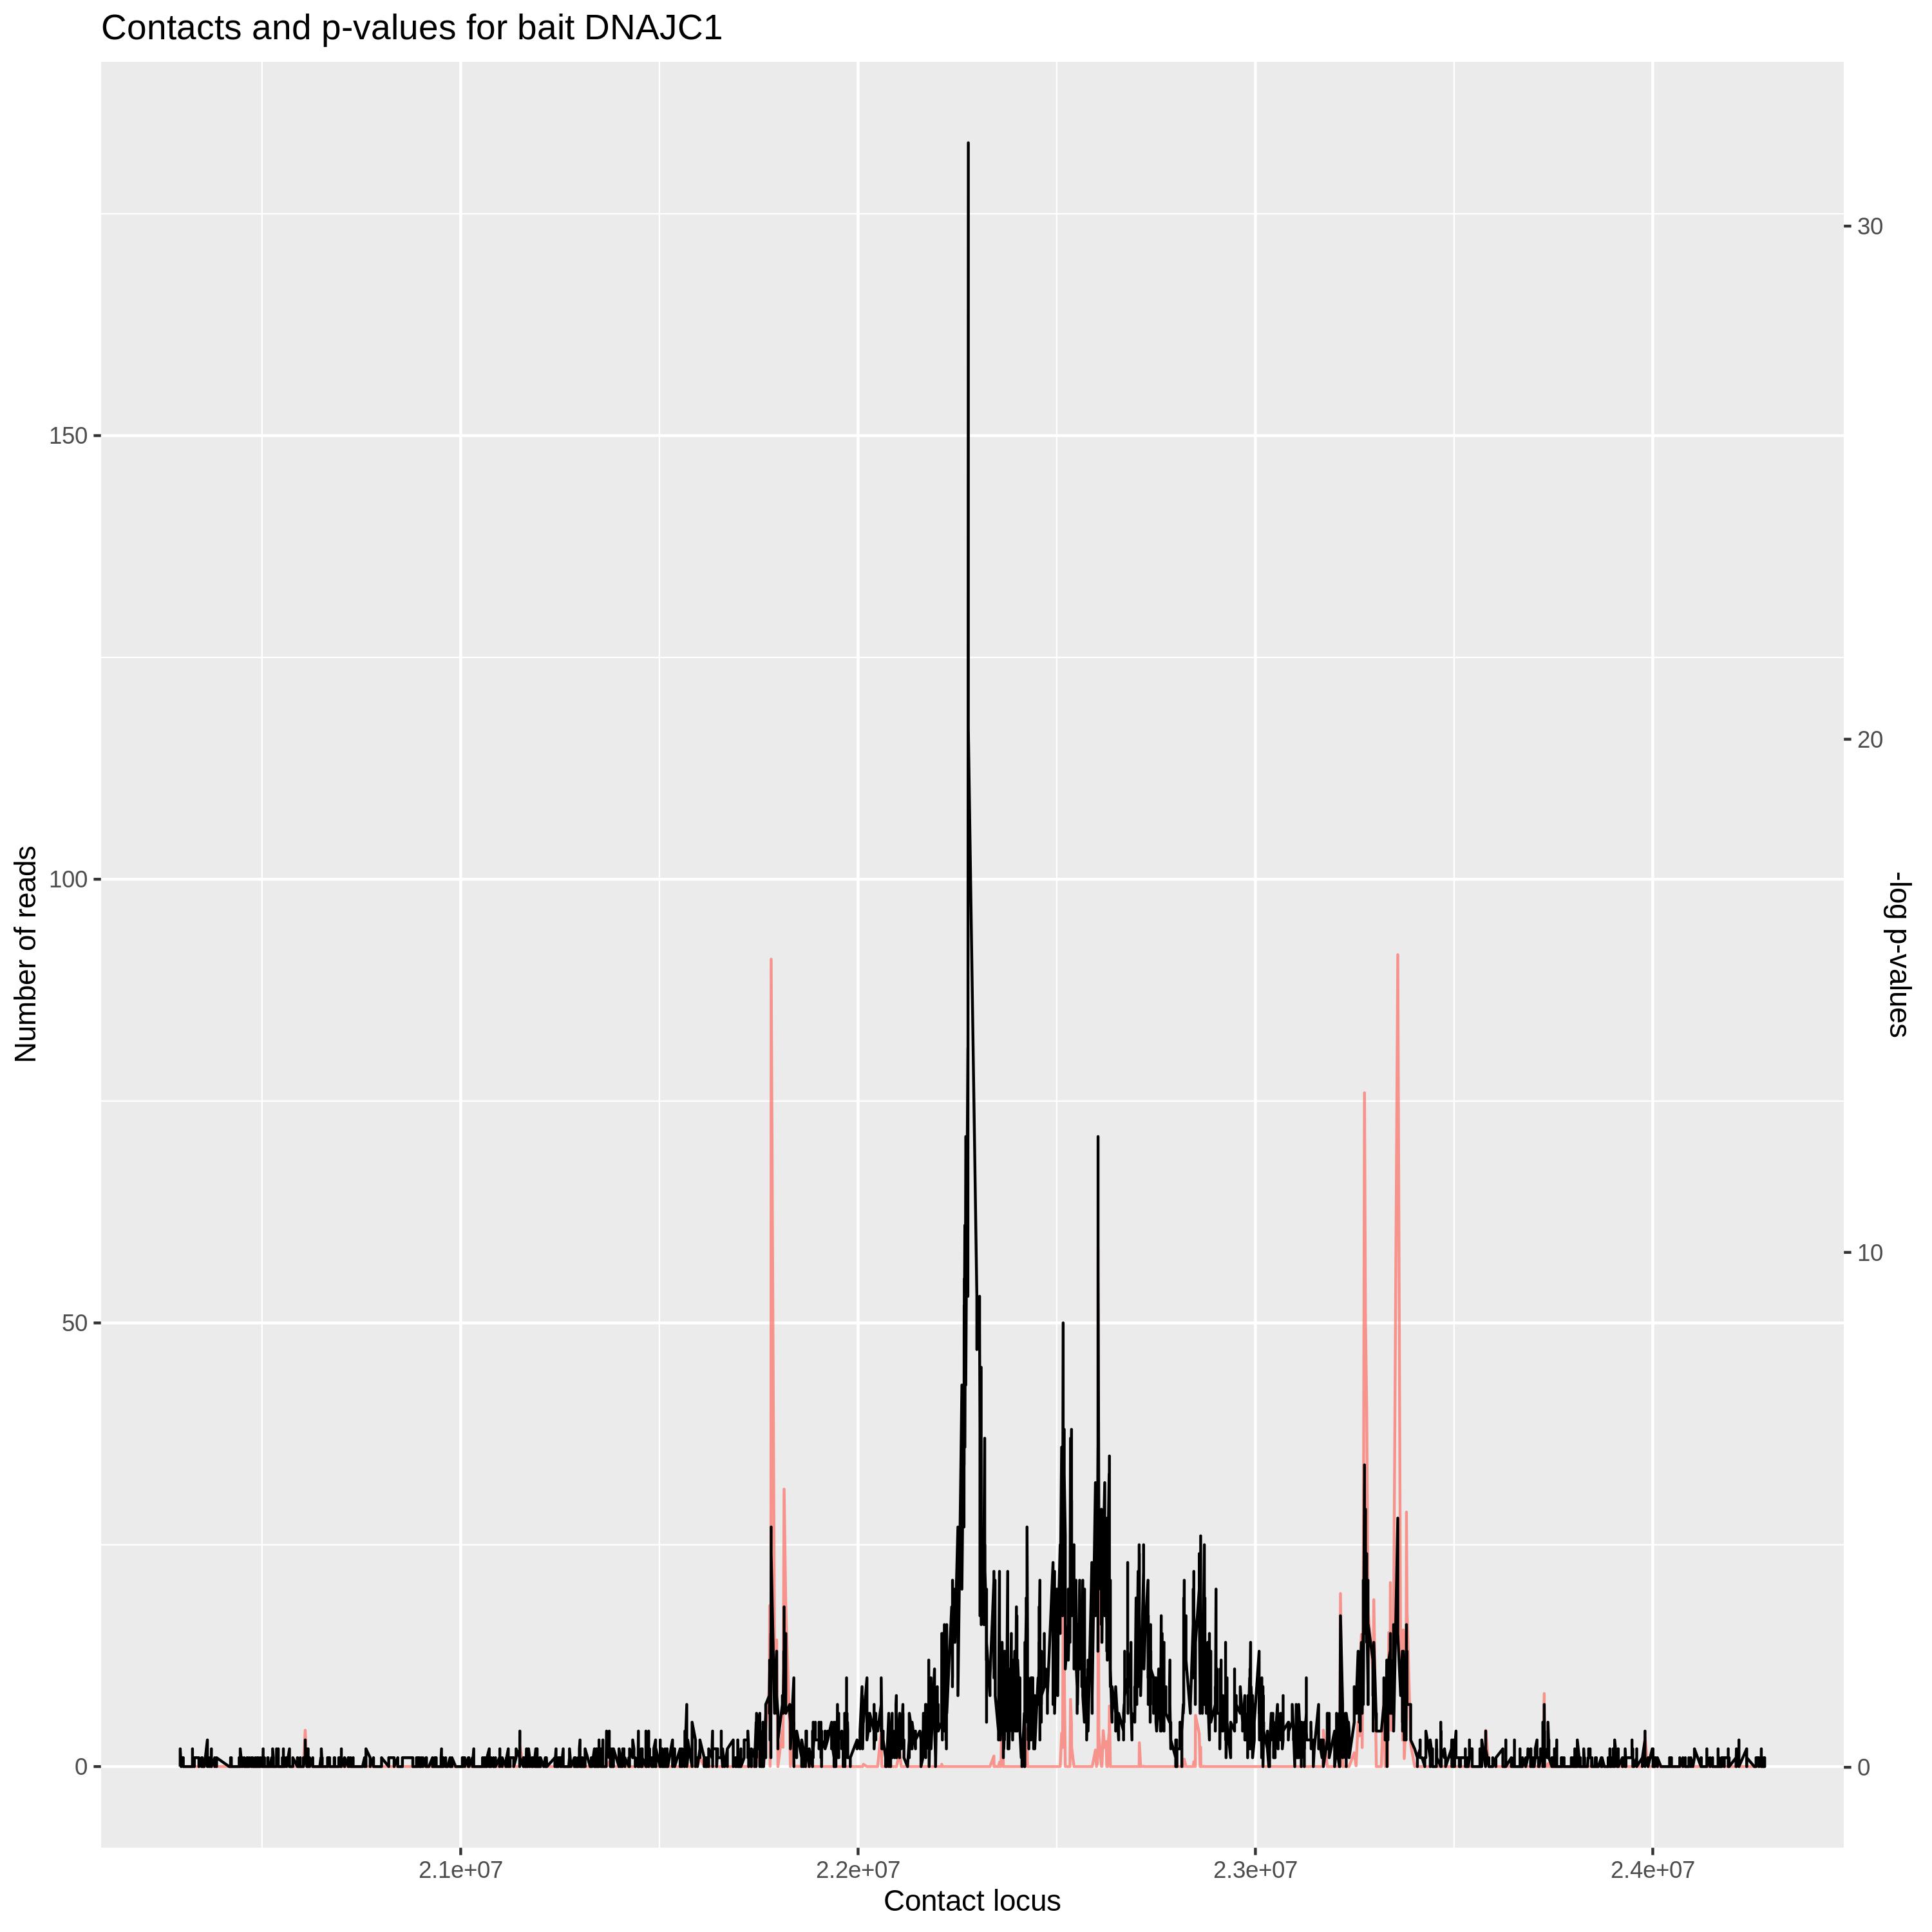 Contacts and p-values for bait DNAJC1
150
100
50
0
30
20
10
0
Number of reads
-log p-values
2.1e+07
2.2e+07
2.3e+07
2.4e+07
Contact locus